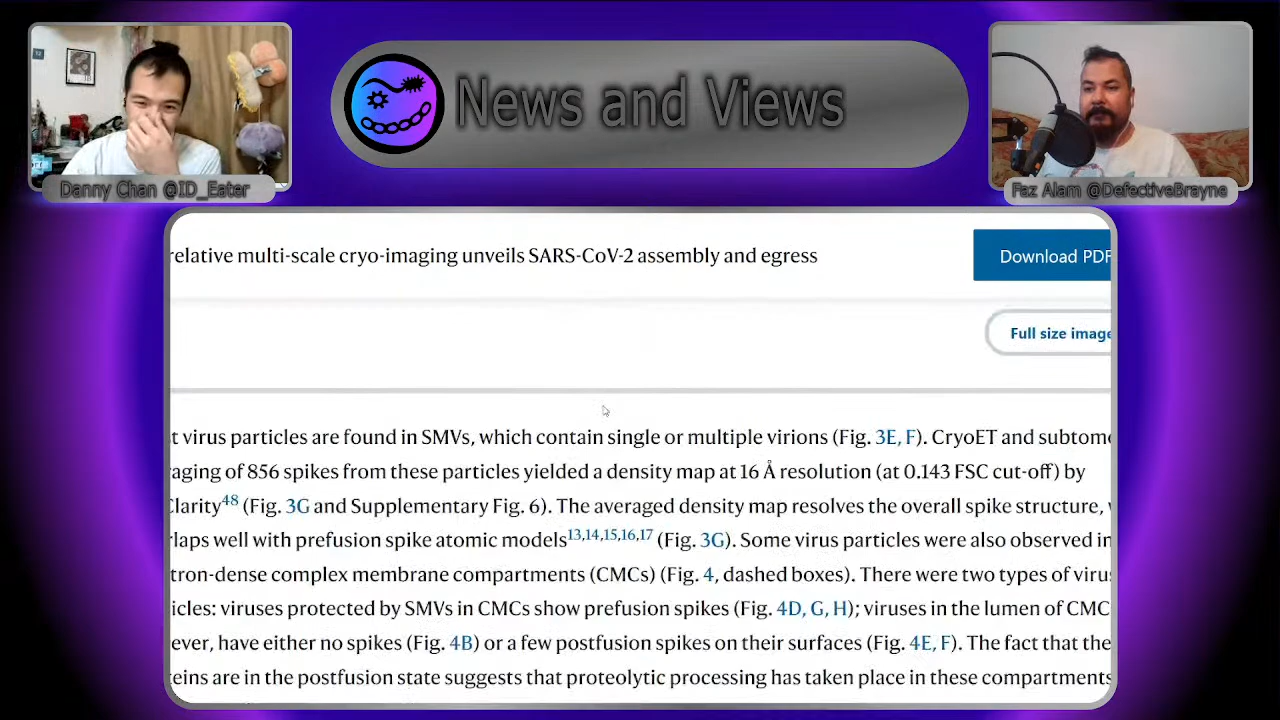 News and Views
Danny Chan @ID_Eater
Faz Alam @DefectiveBrayne
relative multi-scale cryo-imaging unveils SARS-CoV-2 assembly and egress
Download PDF
Full size image
t virus particles are found in SMVs, which contain single or multiple virions (Fig. 3E, F). CryoET and subtomo
raging of 856 spikes from these particles yielded a density map at 16 Å resolution (at 0.143 FSC cut-off) by
Clarity48 (Fig. 3G and Supplementary Fig. 6). The averaged density map resolves the overall spike structure,
rlaps well with prefusion spike atomic models13,14,15,16,17 (Fig. 3G). Some virus particles were also observed in
tron-dense complex membrane compartments (CMCs) (Fig. 4, dashed boxes). There were two types of viru
icles: viruses protected by SMVs in CMCs show prefusion spikes (Fig. 4D, G, H); viruses in the lumen of CMC
ever, have either no spikes (Fig. 4B) or a few postfusion spikes on their surfaces (Fig. 4E, F). The fact that the
teins are in the postfusion state suggests that proteolytic processing has taken place in these compartments